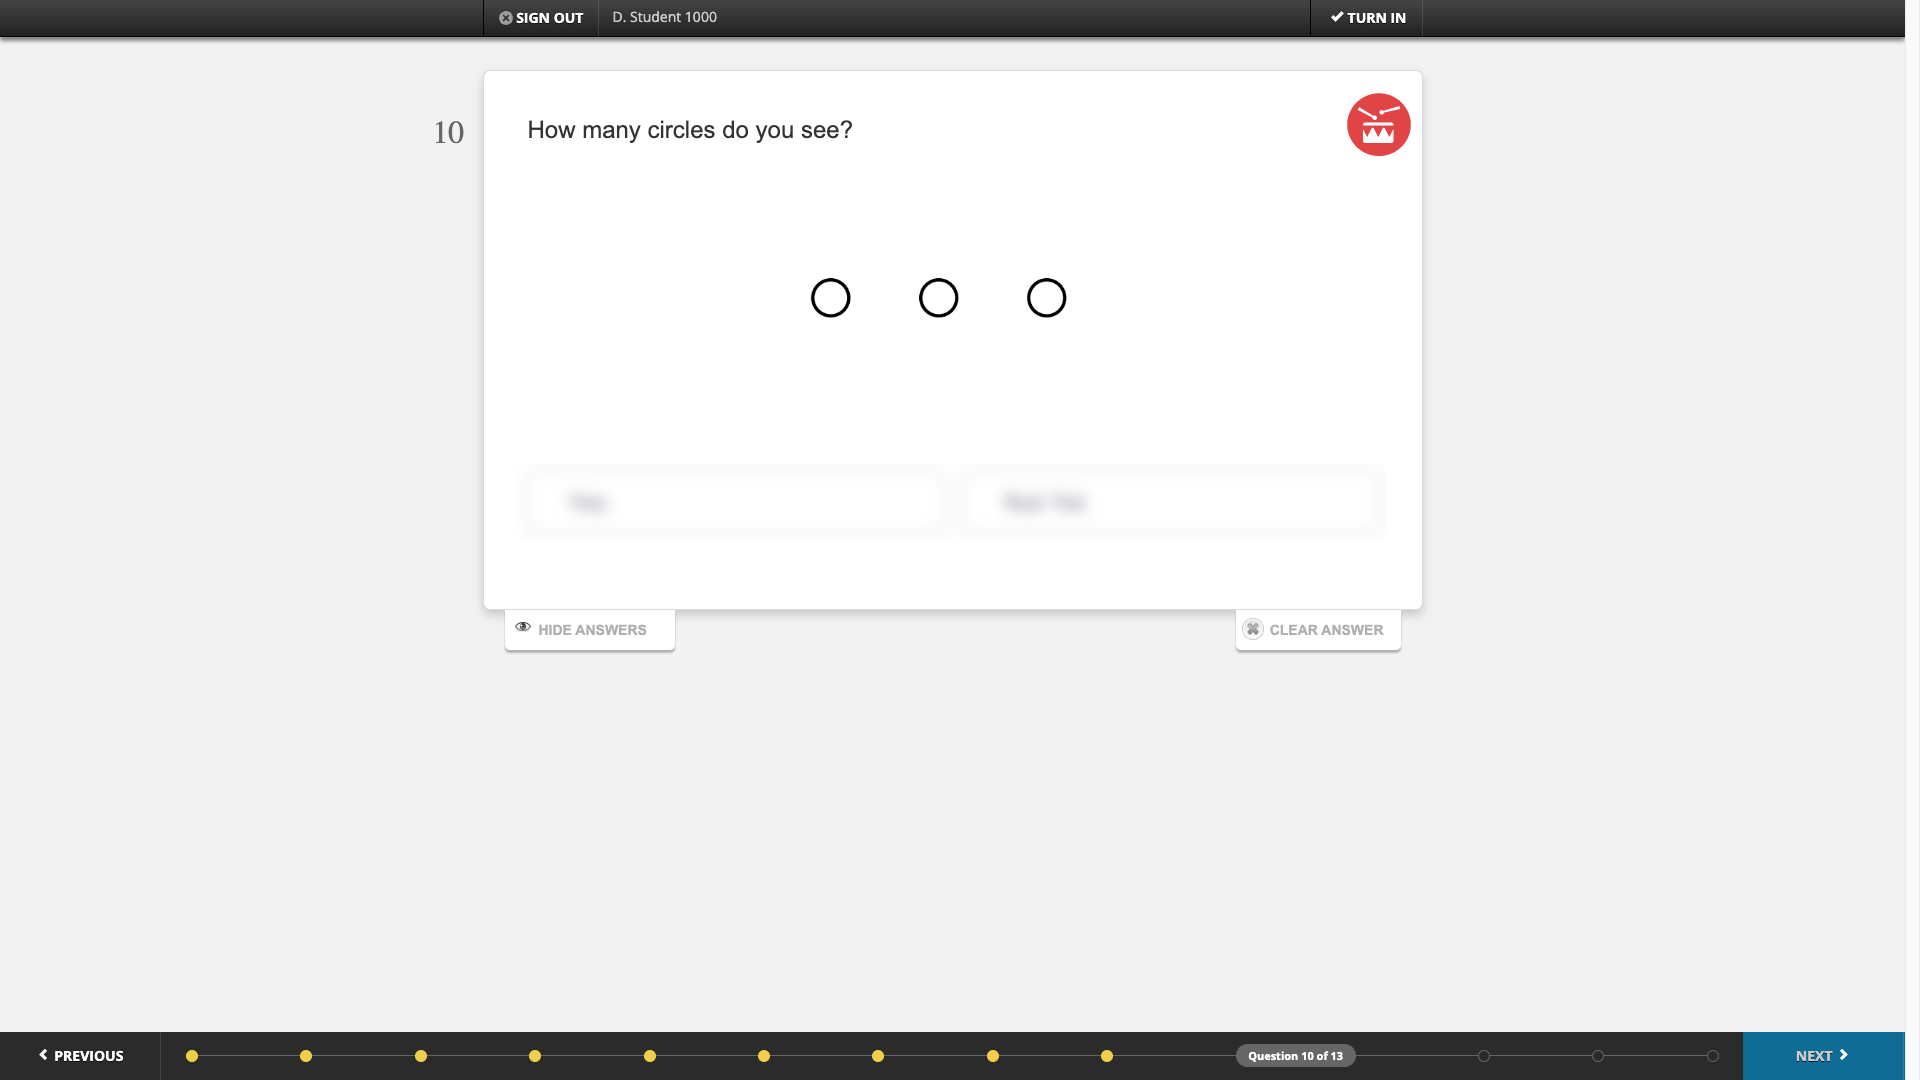 SIGN OUT
D. Student 1000
TURN IN
10
How many circles do you see?
HIDE ANSWERS
CLEAR ANSWER
PREVIOUS
Question 10 of 13
NEXT